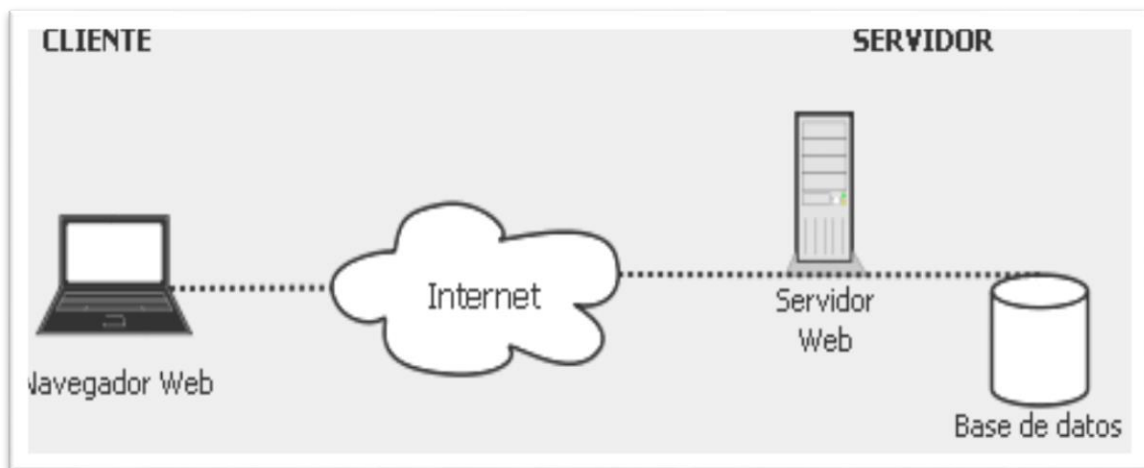 CLIENTE
SERVIDOR
Internet
Servidor
Web
Navegador Web
Base de datos